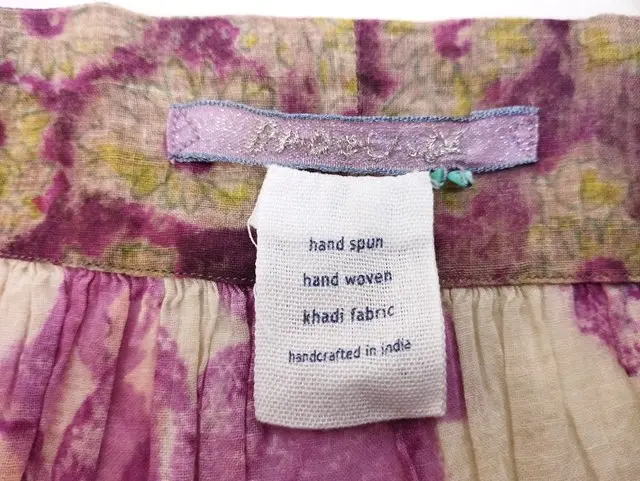 hand spun
hand woven
khadi fabric
handcrafted in india